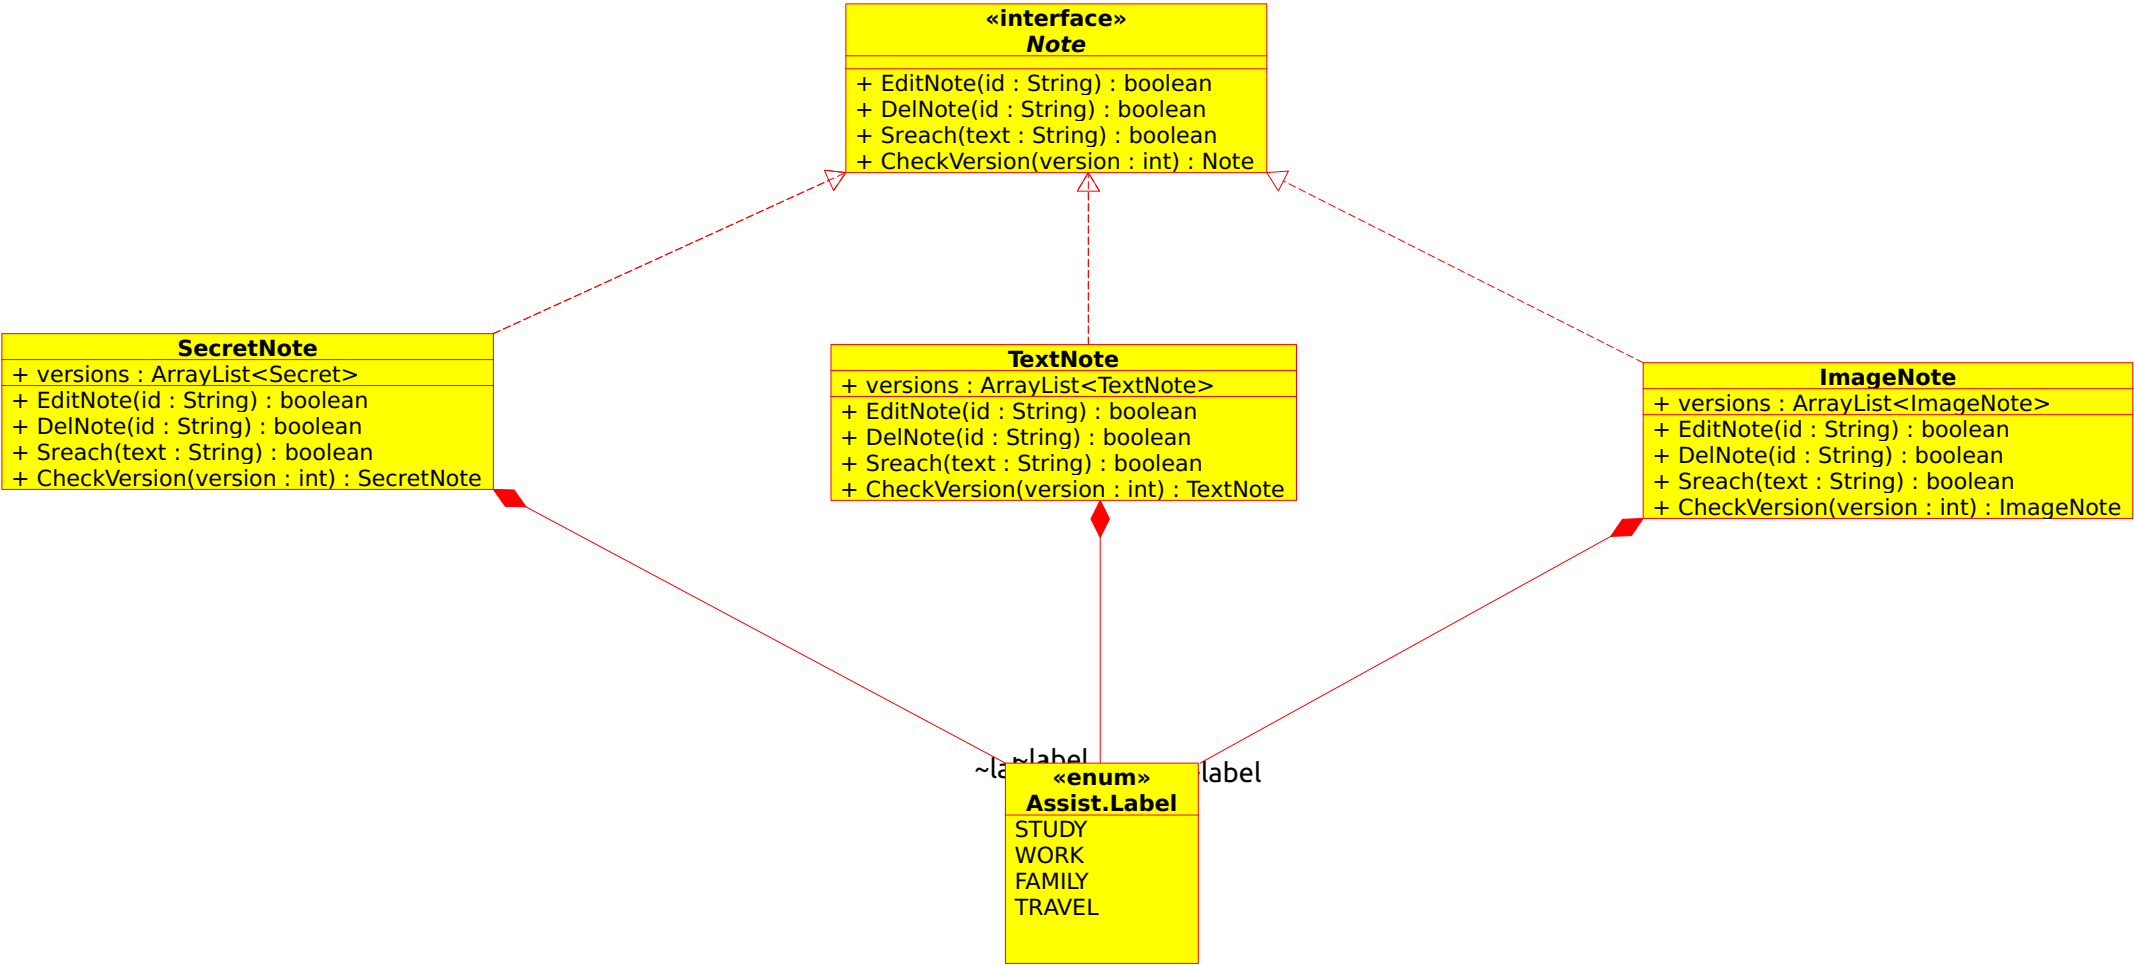 «interface»
Note
+ EditNote(id : String) : boolean
+ DelNote(id : String) : boolean
+ Sreach(text : String) : boolean
+ CheckVersion(version : int) : Note
SecretNote
+ versions : ArrayList<Secret>
+ EditNote(id : String) : boolean
+ DelNote(id : String) : boolean
+ Sreach(text : String) : boolean
+ CheckVersion(version : int) : SecretNote
TextNote
+ versions : ArrayList<TextNote>
+ EditNote(id : String) : boolean
+ DelNote(id : String) : boolean
+ Sreach(text : String) : boolean
+ CheckVersion(version : int) : TextNote
ImageNote
+ versions : ArrayList<ImageNote>
+ EditNote(id : String) : boolean
+ DelNote(id : String) : boolean
+ Sreach(text : String) : boolean
+ CheckVersion(version : int) : ImageNote
~label
label
«enum»
Assist.Label
STUDY
WORK
FAMILY
TRAVEL